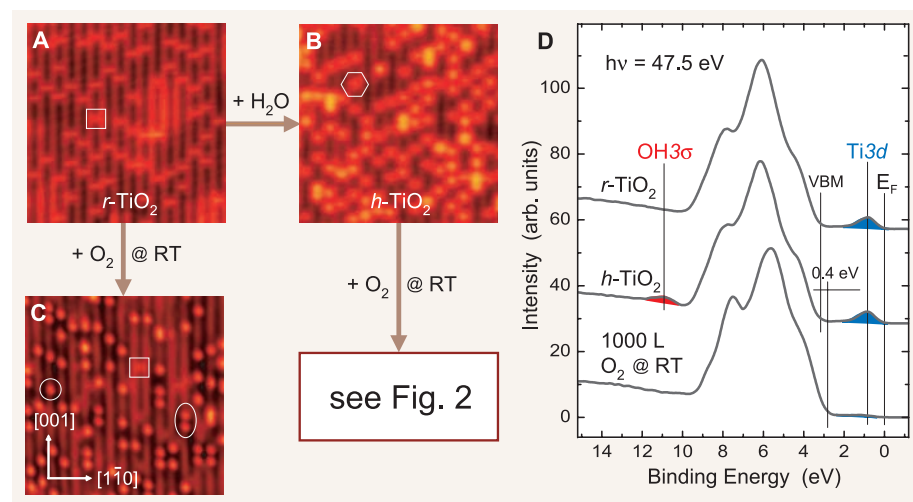 A
r-TiO₂
+ H₂O
B
h-TiO₂
+ O₂ @ RT
+ O₂ @ RT
C
[001]
[11̄0]
see Fig. 2
D
hν = 47.5 eV
OH3σ
Ti3d
VBM
E_F
r-TiO₂
0.4 eV
h-TiO₂
1000 L
O₂ @ RT
Intensity (arb. units)
100
80
60
40
20
0
14 12 10 8 6 4 2 0
Binding Energy (eV)